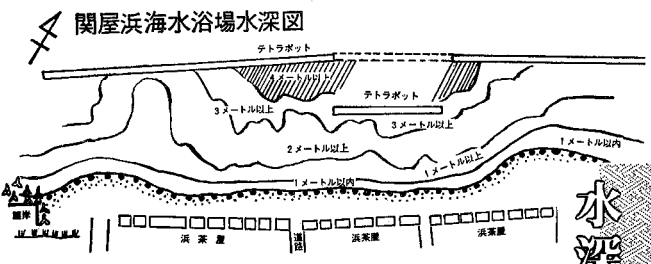 関屋浜海水浴場水深図
テトラポット
4メートル以上
テトラポット
3メートル以上
3メートル以上
2メートル以上
1メートル以上
1メートル以内
1メートル以内
浜茶屋
道路
浜茶屋
浜茶屋
水深